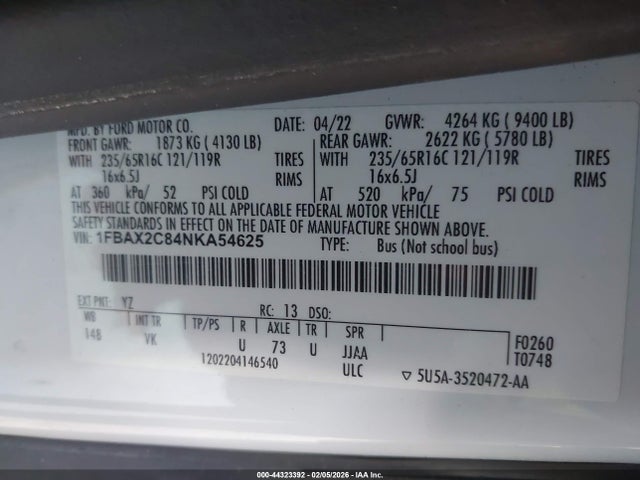 MFD. BY FORD MOTOR CO. DATE: 04/22 GVWR: 4264 KG ( 9400 LB)
FRONT GAWR: 1873 KG ( 4130 LB) REAR GAWR: 2622 KG ( 5780 LB)
WITH 235/65R16C 121/119R TIRES WITH 235/65R16C 121/119R TIRES
16x6.5J RIMS 16x6.5J RIMS
AT 360 kPa/ 52 PSI COLD AT 520 kPa/ 75 PSI COLD
THIS VEHICLE CONFORMS TO ALL APPLICABLE FEDERAL MOTOR VEHICLE
SAFETY STANDARDS IN EFFECT ON THE DATE OF MANUFACTURE SHOWN ABOVE.
VIN: 1FBAX2C84NKA54625 TYPE: Bus (Not school bus)
EXT PNT: YZ RC: 13 DSO:
WB INT TR TP/PS R AXLE TR SPR F0260
148 VK U 73 U JJAA T0748
1202204146540 ULC ▽ 5U5A-3520472-AA
000-44323392 - 02/05/2026 - IAA Inc.